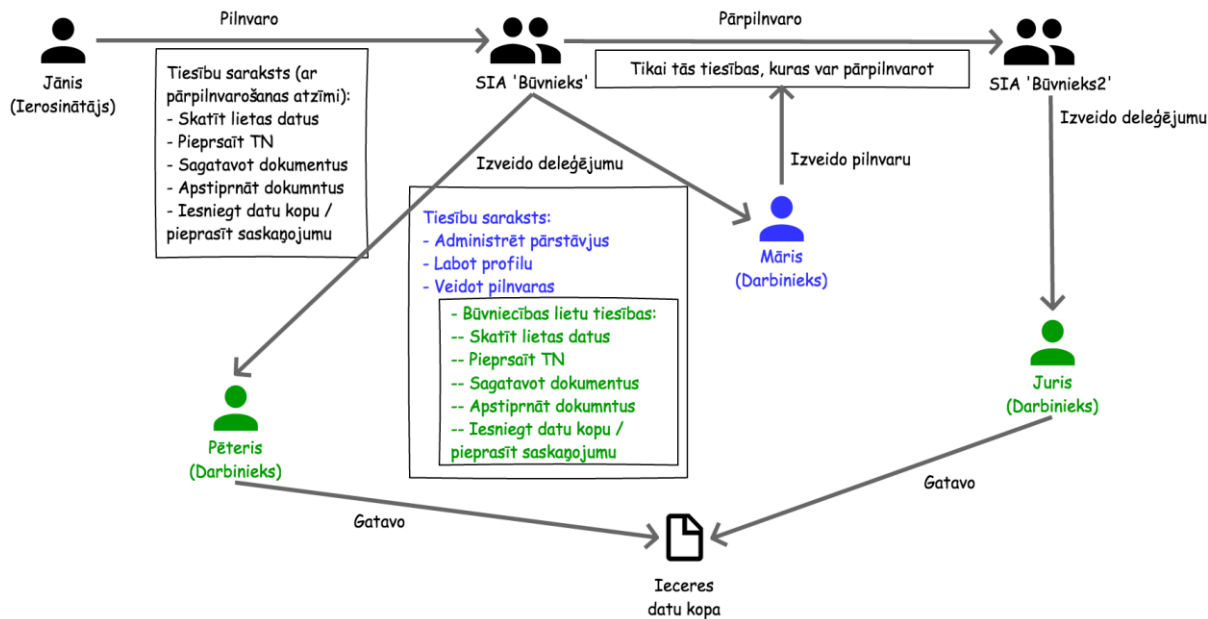 Pilnvaro
Pārpilnvaro
Jānis
(Ierosinātājs)
Tiesību saraksts (ar
pārpilnvarošanas atzīmi):
- Skatīt lietas datus
- Pieprsaīt TN
- Sagatavot dokumentus
- Apstiprnāt dokumntus
- Iesniegt datu kopu /
pieprasīt saskaņojumu
SIA 'Būvnieks'
Tikai tās tiesības, kuras var pārpilnvarot
SIA 'Būvnieks2'
Izveido deleģējumu
Izveido deleģējumu
Izveido pilnvaru
Tiesību saraksts:
- Administrēt pārstāvjus
- Labot profilu
- Veidot pilnvaras
- Būvniecības lietu tiesības:
-- Skatīt lietas datus
-- Pieprsaīt TN
-- Sagatavot dokumentus
-- Apstiprnāt dokumntus
-- Iesniegt datu kopu /
pieprasīt saskaņojumu
Māris
(Darbinieks)
Juris
(Darbinieks)
Pēteris
(Darbinieks)
Gatavo
Gatavo
Ieceres
datu kopa